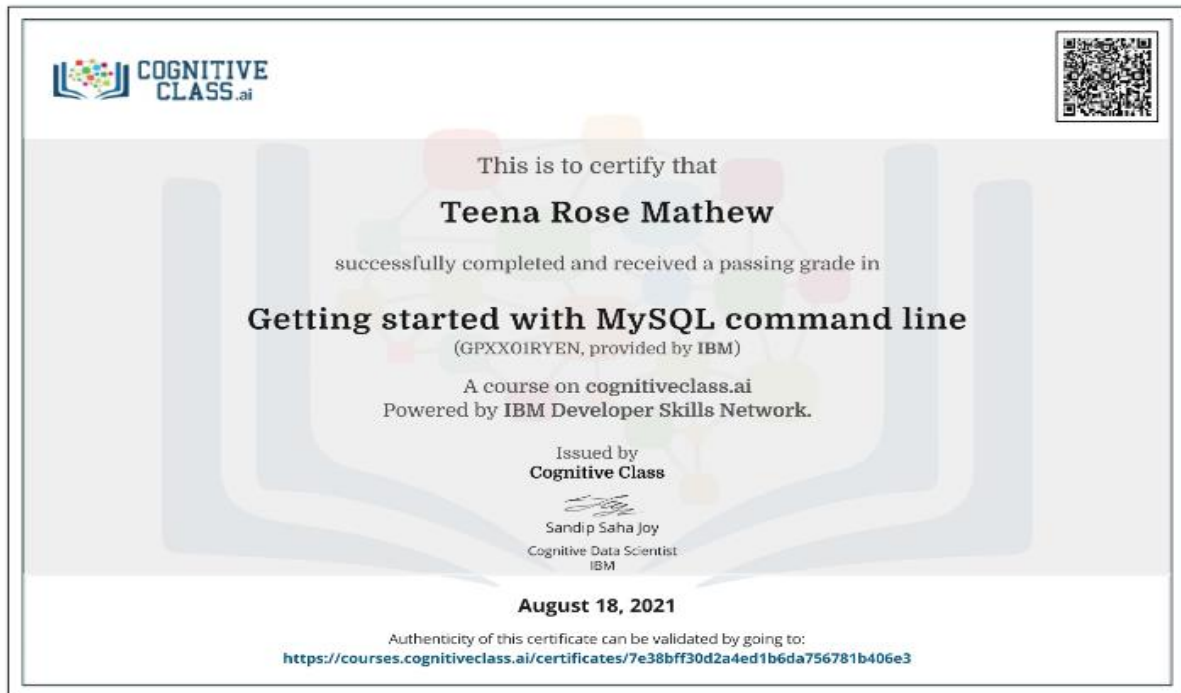 COGNITIVE
CLASS.ai
This is to certify that
Teena Rose Mathew
successfully completed and received a passing grade in
Getting started with MySQL command line
(GPXX01RYEN, provided by IBM)
A course on cognitiveclass.ai
Powered by IBM Developer Skills Network.
Issued by
Cognitive Class
Sandip Saha Joy
Cognitive Data Scientist
IBM
August 18, 2021
Authenticity of this certificate can be validated by going to:
https://courses.cognitiveclass.ai/certificates/7e38bff30d2a4ed1b6da756781b406e3